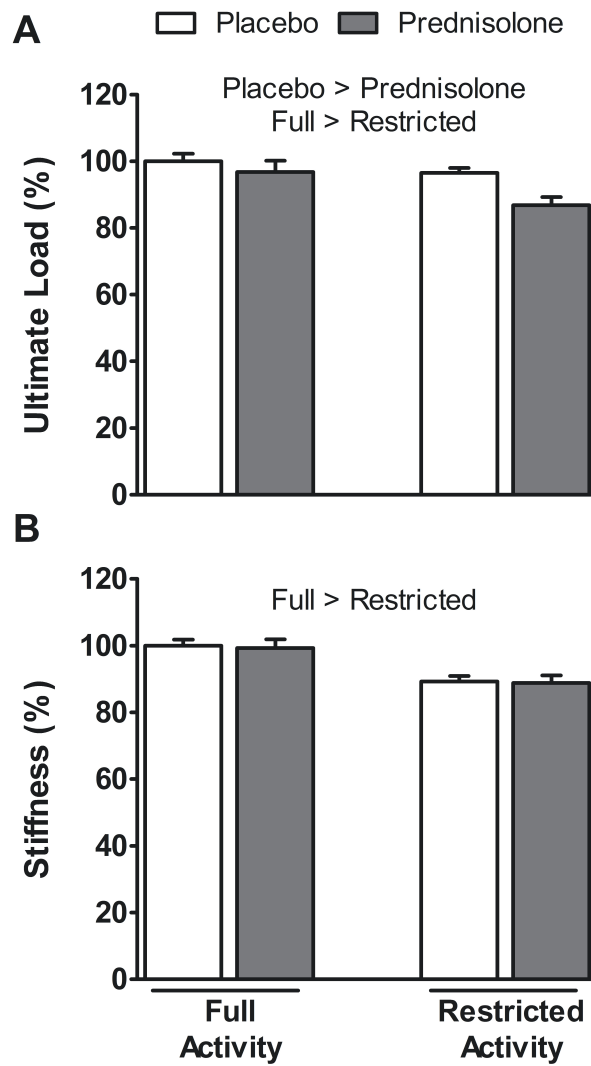 A
Placebo
Prednisolone
Placebo > Prednisolone
Full > Restricted
Ultimate Load (%)
120
100
80
60
40
20
0
B
Full > Restricted
Stiffness (%)
120
100
80
60
40
20
0
Full
Activity
Restricted
Activity